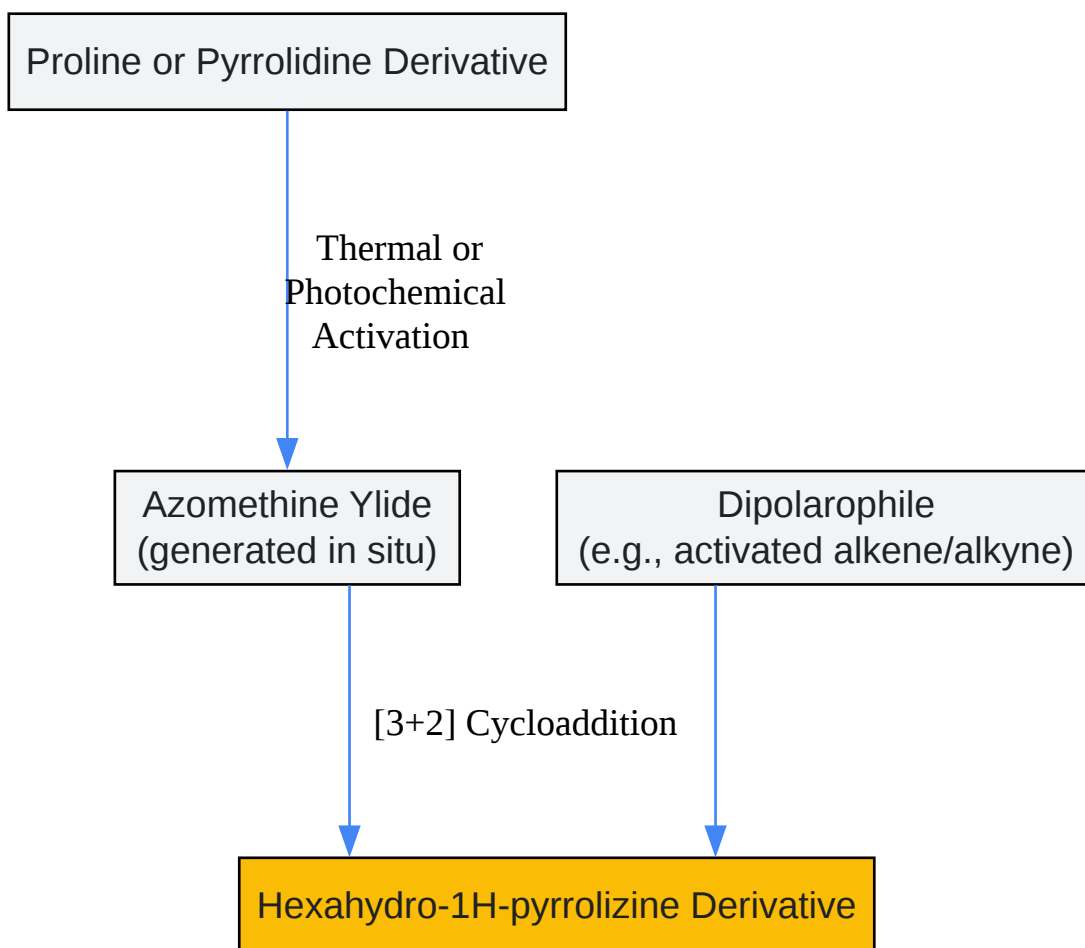 Proline or Pyrrolidine Derivative
Thermal or
Photochemical
Activation
Azomethine Ylide
(generated in situ)
Dipolarophile
(e.g., activated alkene/alkyne)
[3+2] Cycloaddition
Hexahydro-1H-pyrrolizine Derivative